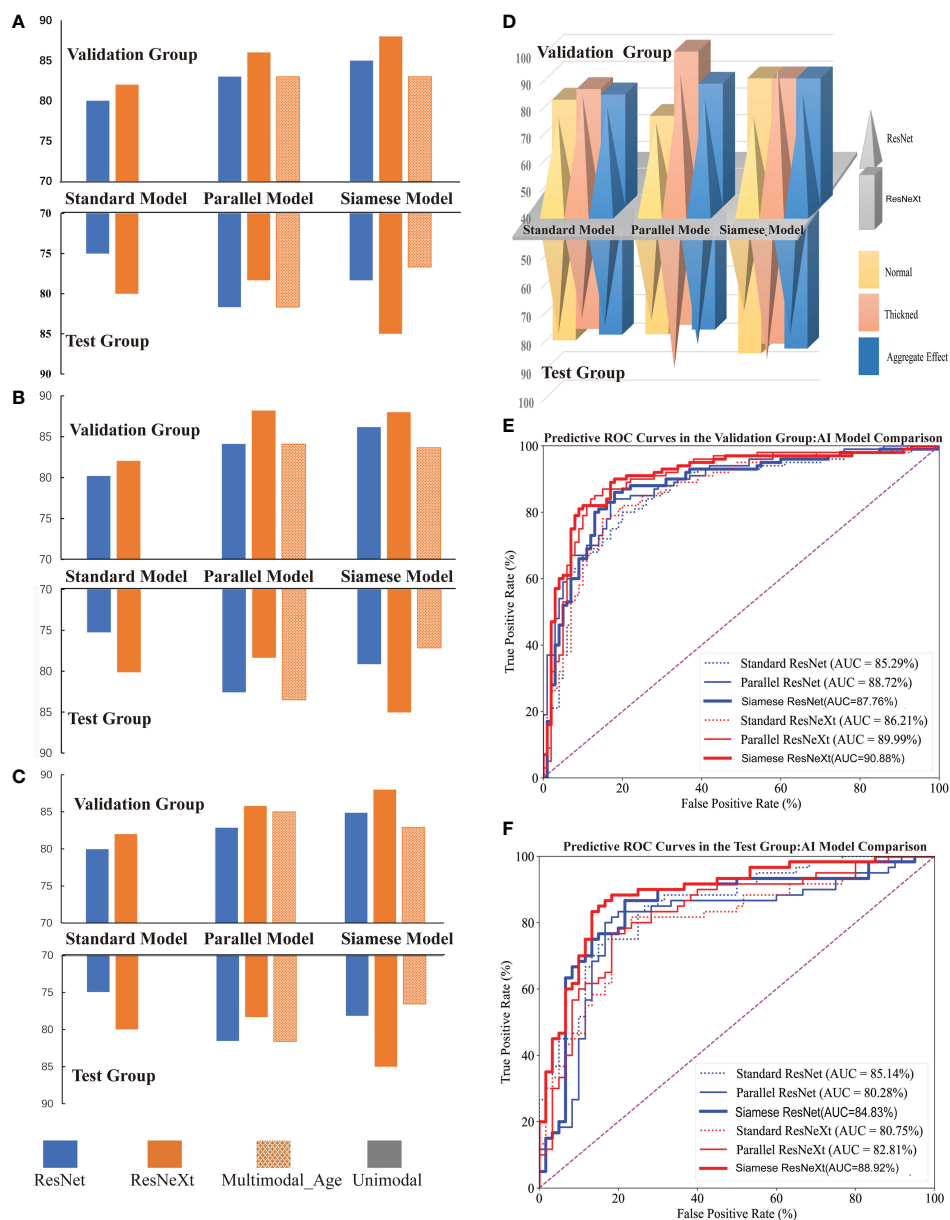 A
90
Validation Group
85
80
75
70
Standard Model Parallel Model Siamese Model
70
75
80
85
Test Group
90
B
90
Validation Group
85
80
75
70
Standard Model Parallel Model Siamese Model
70
75
80
Test Group
85
90
C
90
Validation Group
85
80
75
70
Standard Model Parallel Model Siamese Model
70
75
80
Test Group
85
90
ResNet ResNeXt Multimodal_Age Unimodal
D
Validation Group
100
90
80
70
60
50
40
Standard Model Parallel Mode Siamese Model
50
60
70
80
90
Test Group
100
ResNet
ResNeXt
Normal
Thickned
Aggregate Effect
E
Predictive ROC Curves in the Validation Group:AI Model Comparison
True Positive Rate (%)
100
80
60
40
20
0
Standard ResNet (AUC = 85.29%)
Parallel ResNet (AUC = 88.72%)
Siamese ResNet(AUC=87.76%)
Standard ResNeXt (AUC = 86.21%)
Parallel ResNeXt (AUC = 89.99%)
Siamese ResNeXt(AUC=90.88%)
0 20 40 60 80 100
False Positive Rate (%)
F
Predictive ROC Curves in the Test Group:AI Model Comparison
True Positive Rate (%)
100
80
60
40
20
0
Standard ResNet (AUC = 85.14%)
Parallel ResNet (AUC = 80.28%)
Siamese ResNet(AUC=84.83%)
Standard ResNeXt (AUC = 80.75%)
Parallel ResNeXt (AUC = 82.81%)
Siamese ResNeXt(AUC=88.92%)
0 20 40 60 80 100
False Positive Rate (%)